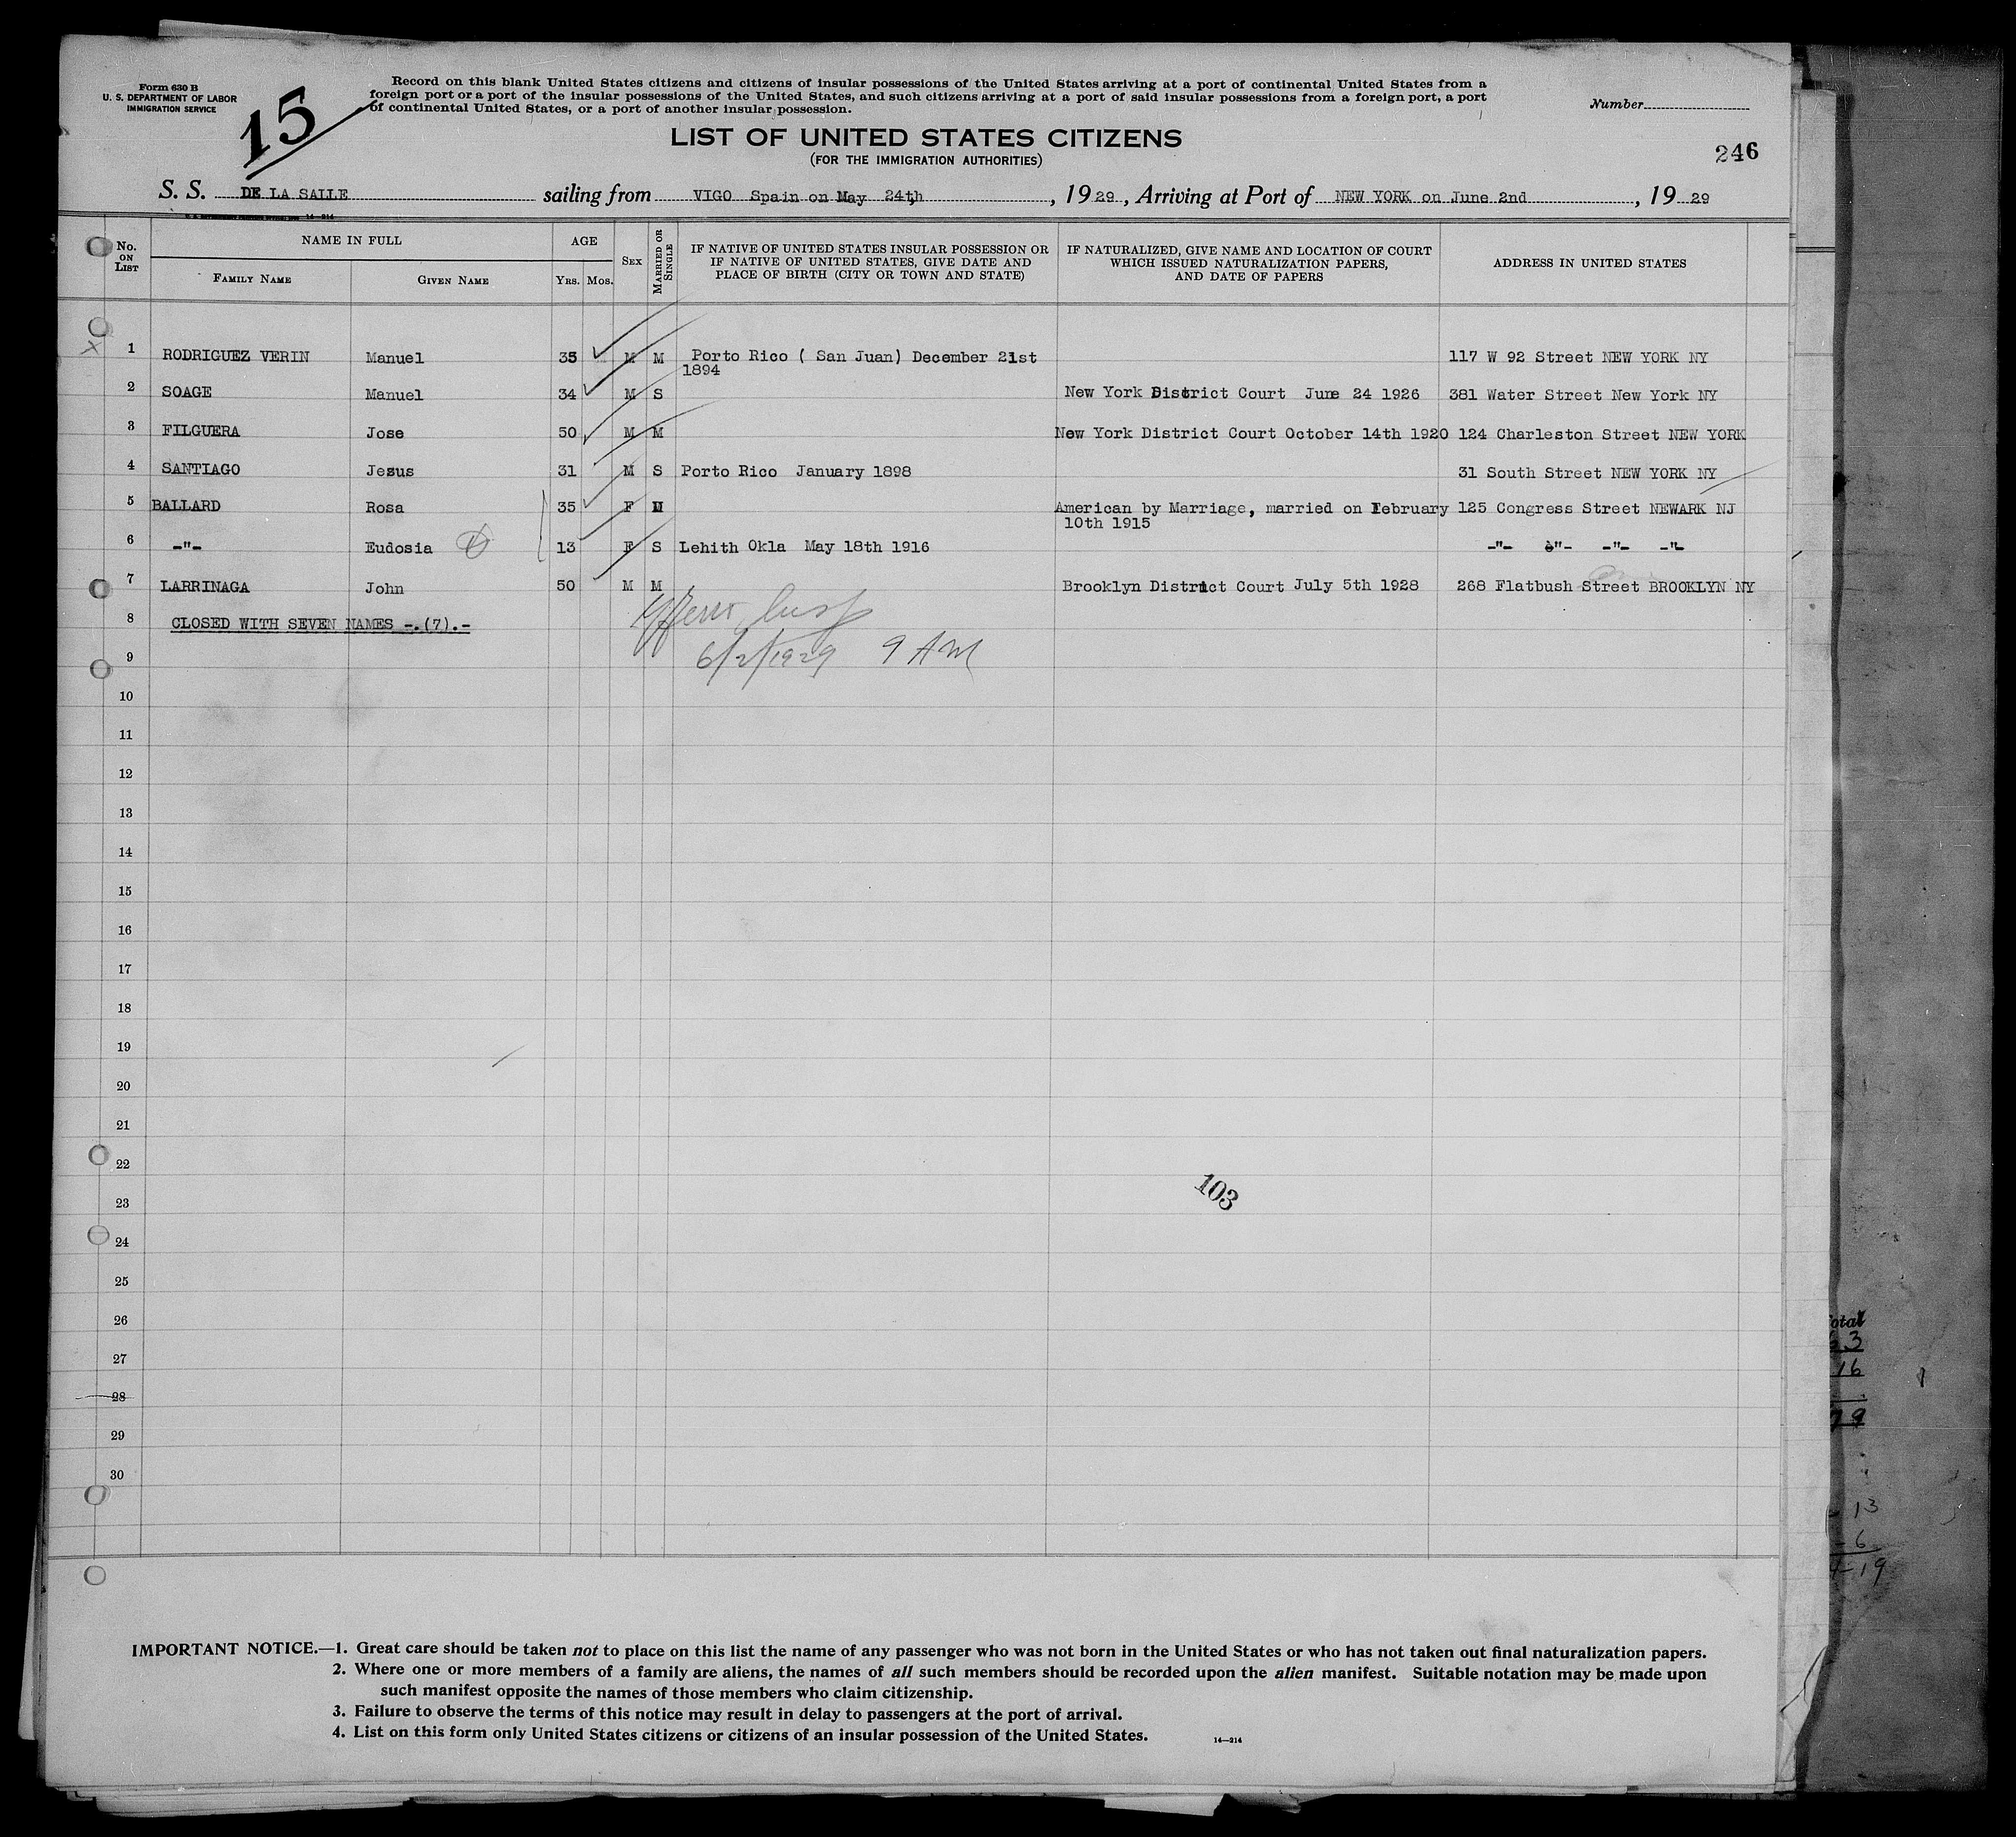 Form 630 B
U. S. DEPARTMENT OF LABOR
IMMIGRATION SERVICE
15
Record on this blank United States citizens and citizens of insular possessions of the United States arriving at a port of continental United States from a
foreign port or a port of the insular possessions of the United States, and such citizens arriving at a port of said insular possessions from a foreign port, a port
of continental United States, or a port of another insular possession.
Number
LIST OF UNITED STATES CITIZENS
(FOR THE IMMIGRATION AUTHORITIES)
246
S. S. DE LA SALLE sailing from VIGO Spain on May 24th, 1929, Arriving at Port of NEW YORK on June 2nd, 1929
No. ON LIST
NAME IN FULL
FAMILY NAME GIVEN NAME
AGE
YRS. MOS.
SEX
MARRIED OR SINGLE
IF NATIVE OF UNITED STATES INSULAR POSSESSION OR
IF NATIVE OF UNITED STATES, GIVE DATE AND
PLACE OF BIRTH (CITY OR TOWN AND STATE)
IF NATURALIZED, GIVE NAME AND LOCATION OF COURT
WHICH ISSUED NATURALIZATION PAPERS,
AND DATE OF PAPERS
ADDRESS IN UNITED STATES
X 1 RODRIGUEZ VERIN Manuel 35 M M Porto Rico ( San Juan) December 21st 117 W 92 Street NEW YORK NY
1894
2 SOAGE Manuel 34 M S New York District Court June 24 1926 381 Water Street New York NY
3 FILGUERA Jose 50 M M New York District Court October 14th 1920 124 Charleston Street NEW YORK
4 SANTIAGO Jesus 31 M S Porto Rico January 1898 31 South Street NEW YORK NY
5 BALLARD Rosa 35 F M American by Marriage, married on February 125 Congress Street NEWARK NJ
10th 1915
6 -"- Eudosia 13 F S Lehith Okla May 18th 1916 -"- è"- -"- -"-
7 LARRINAGA John 50 M M Brooklyn District Court July 5th 1928 268 Flatbush Street BROOKLYN NY
8 CLOSED WITH SEVEN NAMES -.(7).-
6/2/1929 9 AM
9
10
11
12
13
14
15
16
17
18
19
20
21
22
23
103
24
25
26
27
28
29
30
IMPORTANT NOTICE.—1. Great care should be taken not to place on this list the name of any passenger who was not born in the United States or who has not taken out final naturalization papers.
2. Where one or more members of a family are aliens, the names of all such members should be recorded upon the alien manifest. Suitable notation may be made upon
such manifest opposite the names of those members who claim citizenship.
3. Failure to observe the terms of this notice may result in delay to passengers at the port of arrival.
4. List on this form only United States citizens or citizens of an insular possession of the United States.
14—214